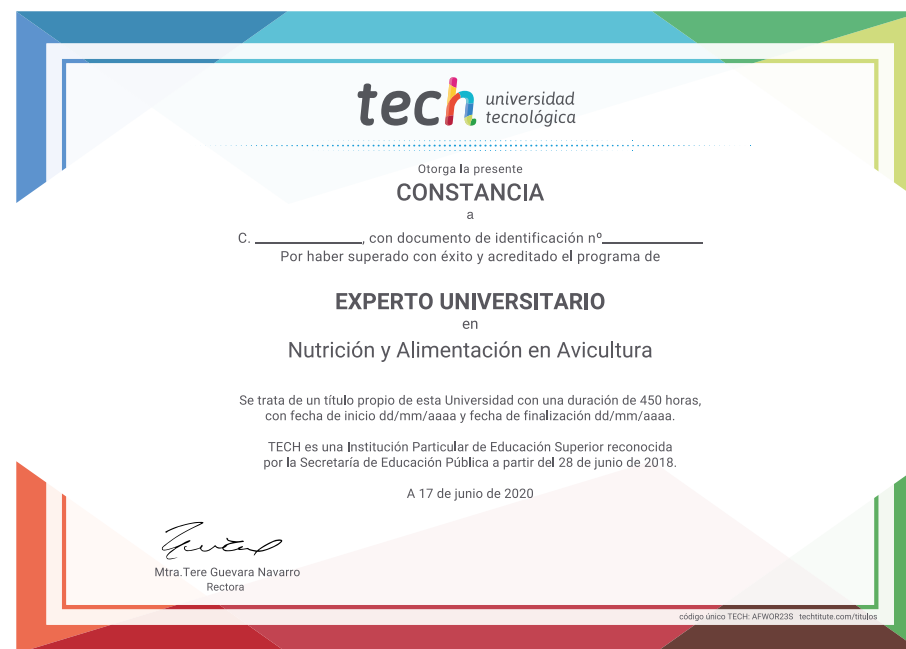 tech universidad
tecnológica
Otorga la presente
CONSTANCIA
a
C. ____________, con documento de identificación nº____________
Por haber superado con éxito y acreditado el programa de
EXPERTO UNIVERSITARIO
en
Nutrición y Alimentación en Avicultura
Se trata de un título propio de esta Universidad con una duración de 450 horas,
con fecha de inicio dd/mm/aaaa y fecha de finalización dd/mm/aaaa.
TECH es una Institución Particular de Educación Superior reconocida
por la Secretaría de Educación Pública a partir del 28 de junio de 2018.
A 17 de junio de 2020
Mtra.Tere Guevara Navarro
Rectora
código único TECH: AFWOR23S techtitute.com/titulos